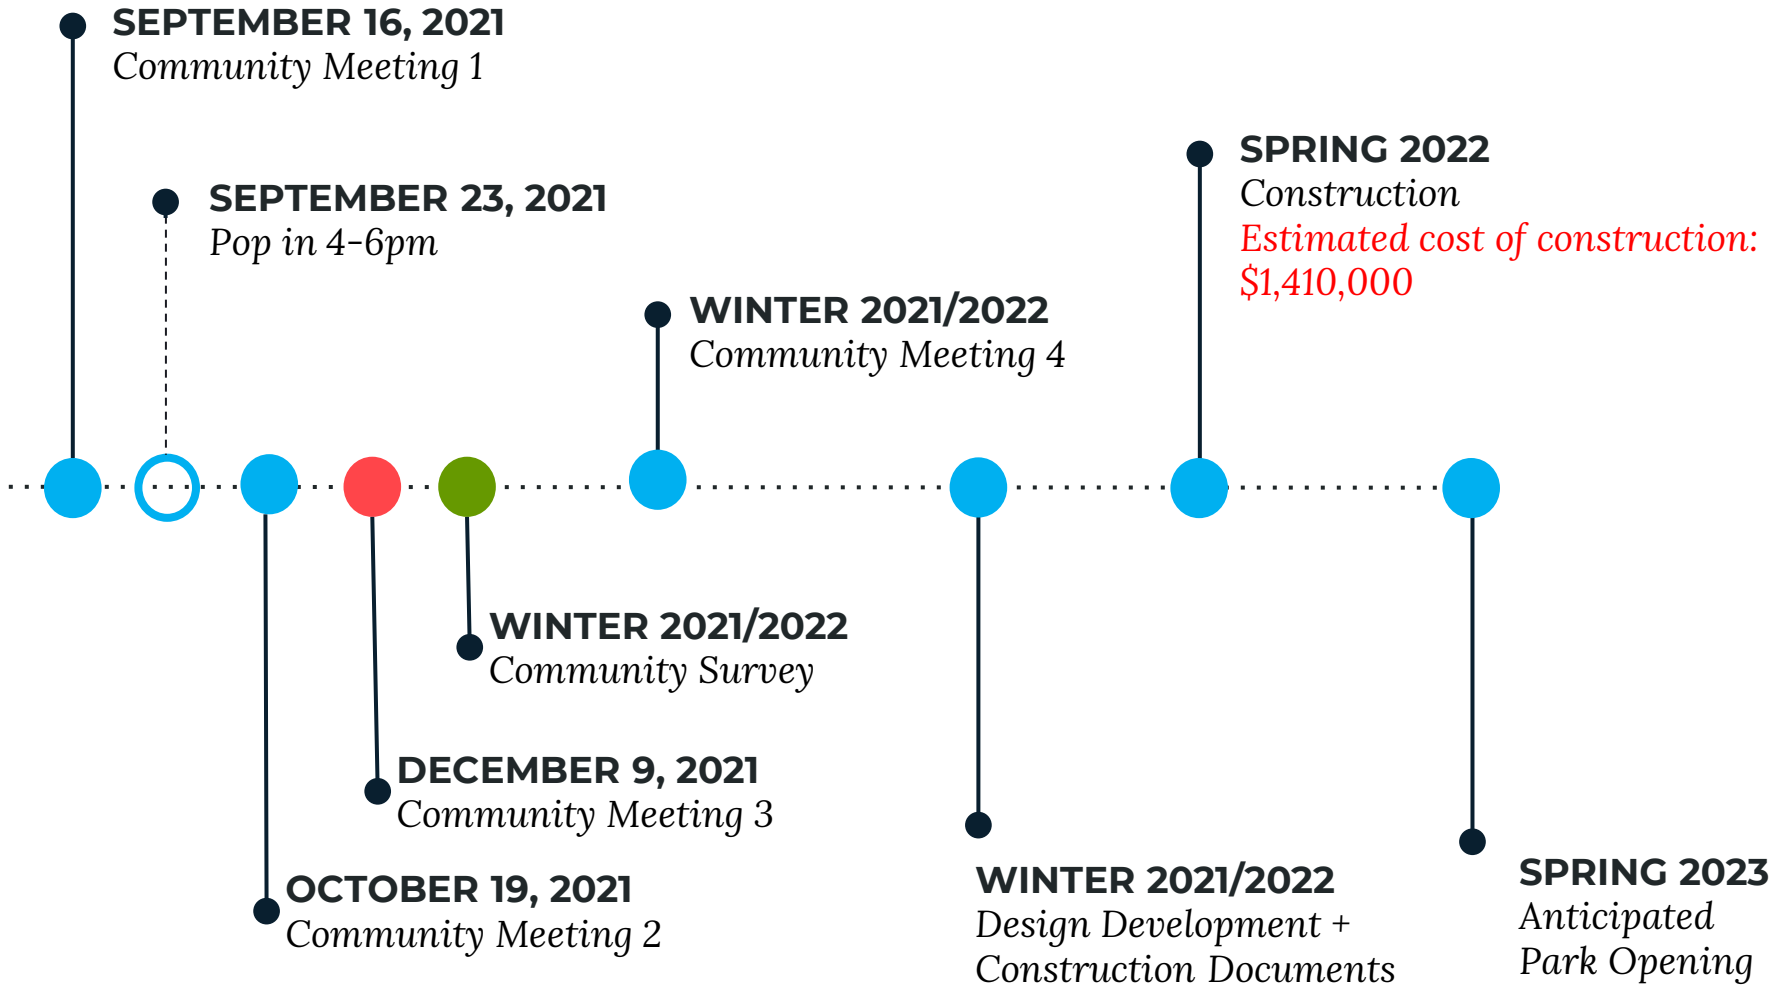 SEPTEMBER 16, 2021
Community Meeting 1
SEPTEMBER 23, 2021
Pop in 4-6pm
OCTOBER 19, 2021
Community Meeting 2
DECEMBER 9, 2021
Community Meeting 3
WINTER 2021/2022
Community Survey
WINTER 2021/2022
Community Meeting 4
WINTER 2021/2022
Design Development +
Construction Documents
SPRING 2022
Construction
Estimated cost of construction:
$1,410,000
SPRING 2023
Anticipated
Park Opening